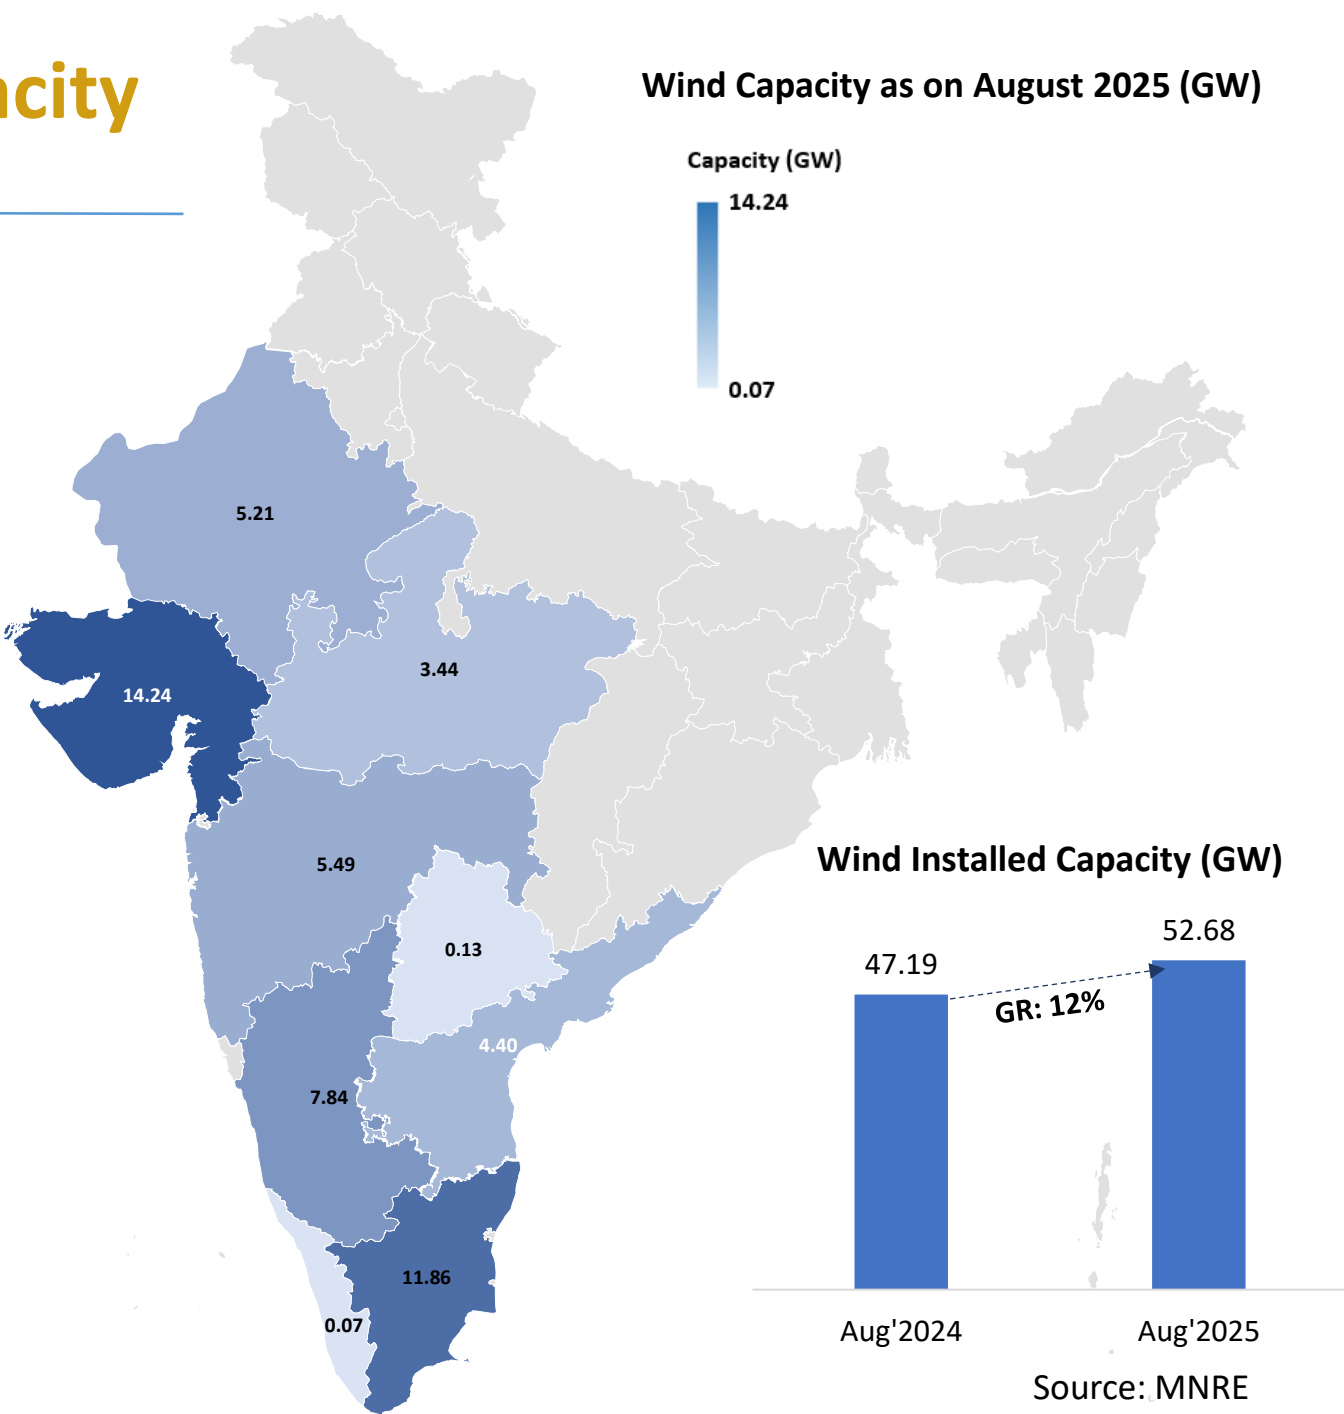 acity
Wind Capacity as on August 2025 (GW)
Capacity (GW)
14.24
0.07
5.21
3.44
14.24
5.49
0.13
4.40
7.84
11.86
0.07
Wind Installed Capacity (GW)
47.19
52.68
GR: 12%
Aug'2024
Aug'2025
Source: MNRE